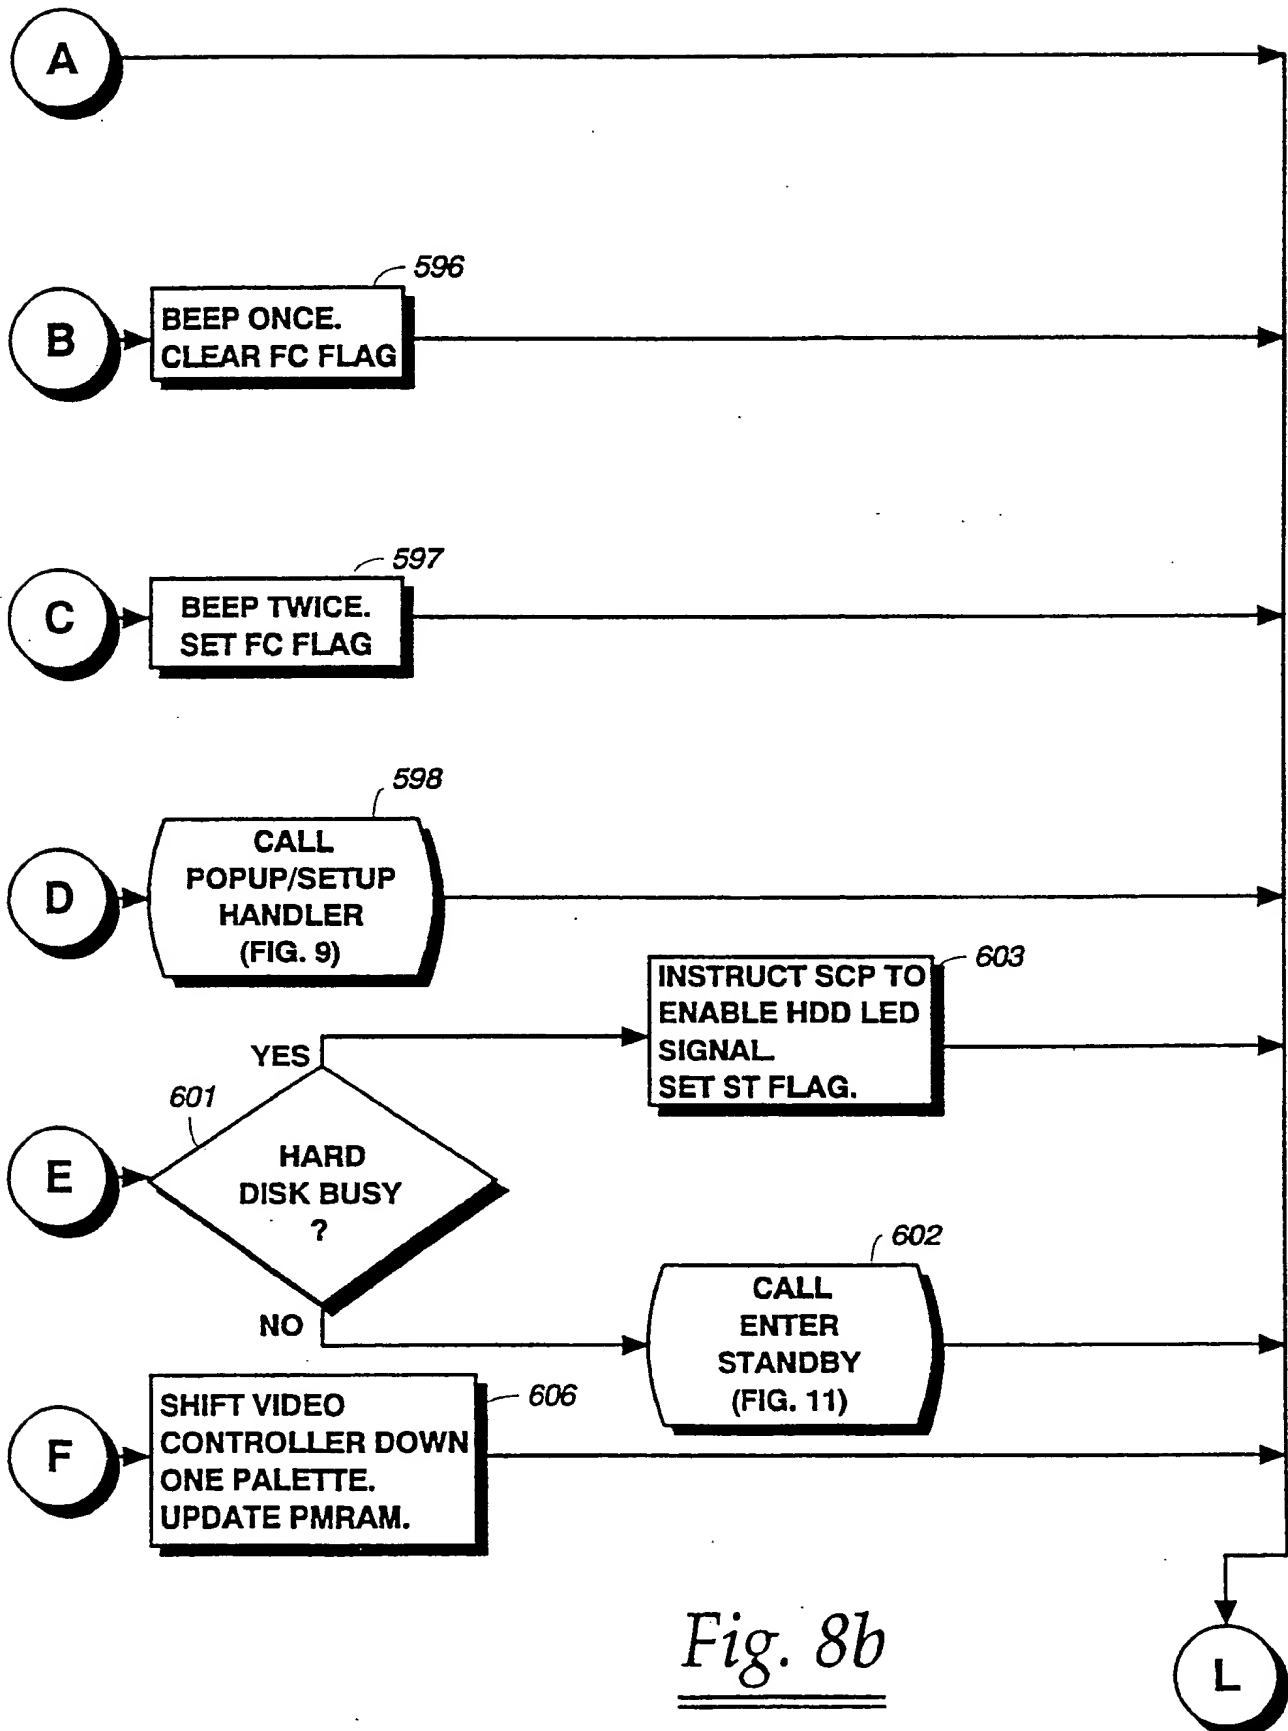 A
596
B
BEEP ONCE.
CLEAR FC FLAG
597
C
BEEP TWICE.
SET FC FLAG
598
D
CALL
POPUP/SETUP
HANDLER
(FIG. 9)
603
INSTRUCT SCP TO
ENABLE HDD LED
SIGNAL
SET ST FLAG.
YES
601
E
HARD
DISK BUSY
?
NO
602
CALL
ENTER
STANDBY
(FIG. 11)
606
F
SHIFT VIDEO
CONTROLLER DOWN
ONE PALETTE.
UPDATE PMRAM.
Fig. 8b
L